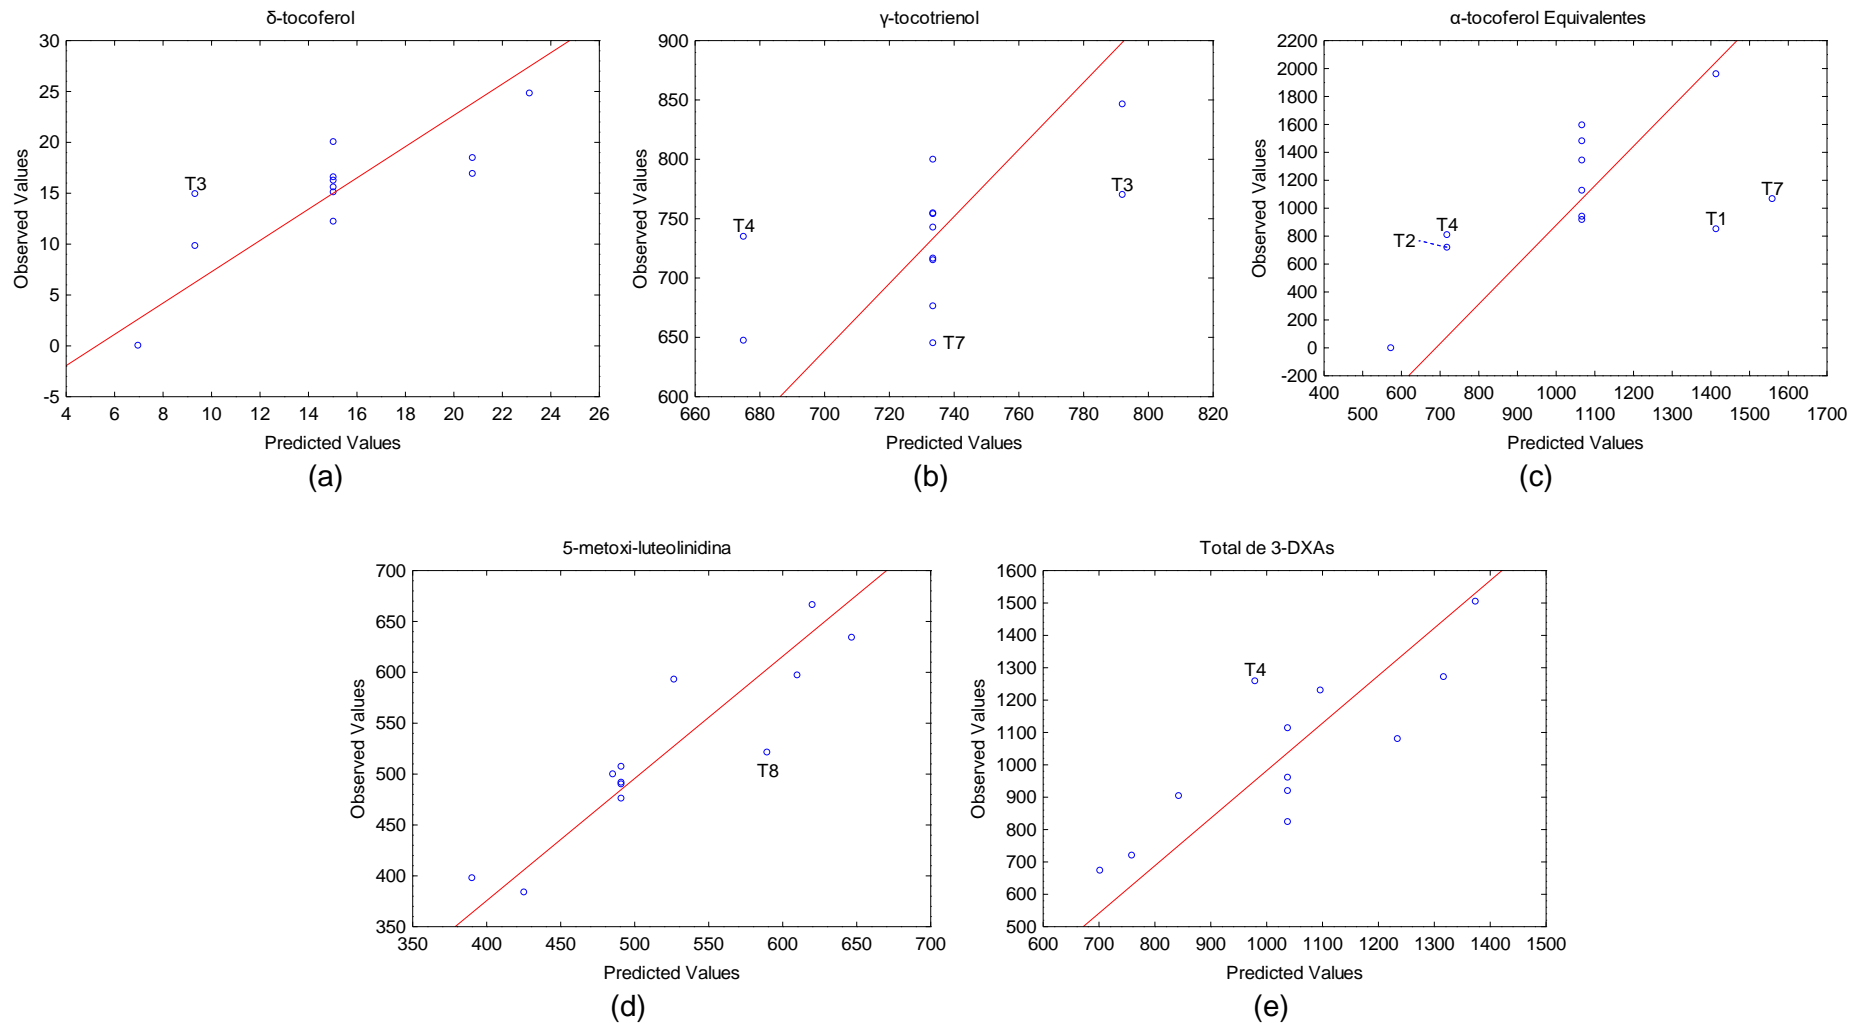 δ-tocoferol
30
25
20
15
10
5
0
-5
T3
4 6 8 10 12 14 16 18 20 22 24 26
Observed Values
Predicted Values
(a)
γ-tocotrienol
900
850
800
750
700
650
600
T4
T3
T7
660 680 700 720 740 760 780 800 820
Observed Values
Predicted Values
(b)
α-tocoferol Equivalentes
2200
2000
1800
1600
1400
1200
1000
800
600
400
200
0
-200
T7
T1
T4
T2
400 600 800 1000 1200 1400 1600
500 700 900 1100 1300 1500 1700
Observed Values
Predicted Values
(c)
5-metoxi-luteolinidina
700
650
600
550
500
450
400
350
T8
350 400 450 500 550 600 650 700
Observed Values
Predicted Values
(d)
Total de 3-DXAs
1600
1500
1400
1300
1200
1100
1000
900
800
700
600
500
T4
600 700 800 900 1000 1100 1200 1300 1400 1500
Observed Values
Predicted Values
(e)